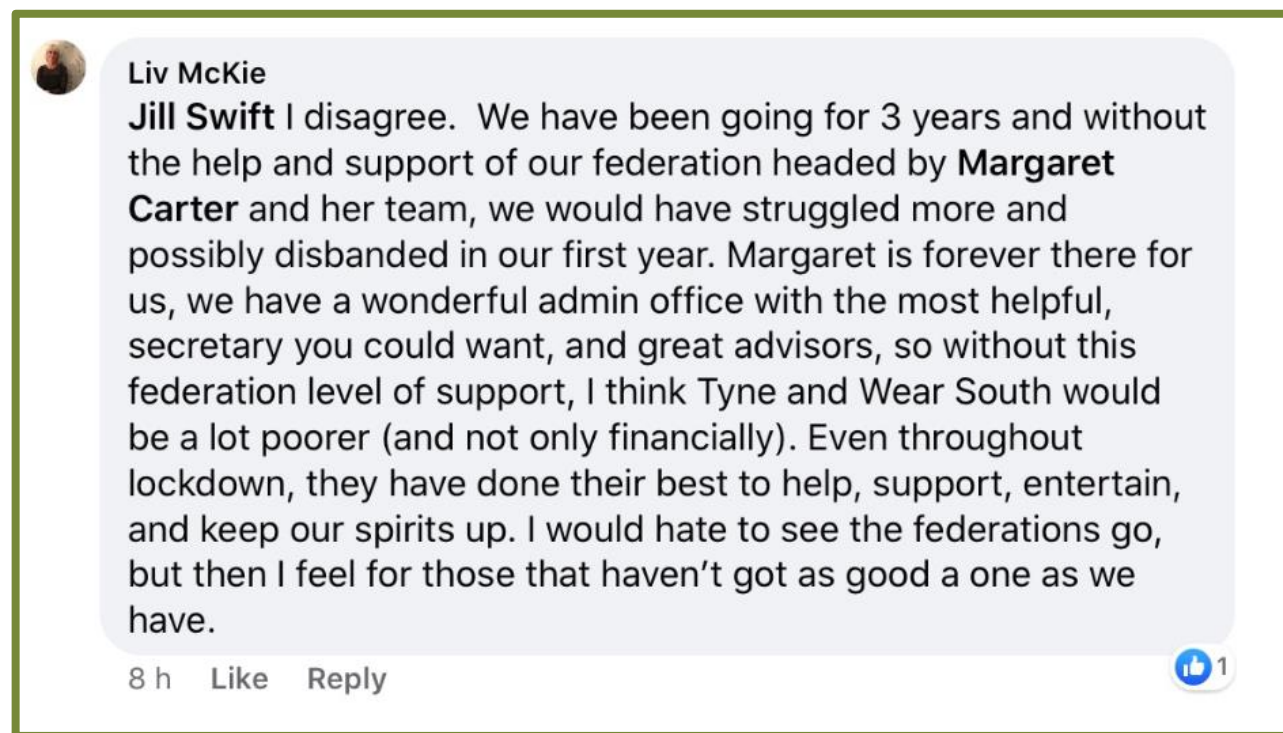 Liv McKie
Jill Swift I disagree.  We have been going for 3 years and without
the help and support of our federation headed by Margaret
Carter and her team, we would have struggled more and
possibly disbanded in our first year. Margaret is forever there for
us, we have a wonderful admin office with the most helpful,
secretary you could want, and great advisors, so without this
federation level of support, I think Tyne and Wear South would
be a lot poorer (and not only financially). Even throughout
lockdown, they have done their best to help, support, entertain,
and keep our spirits up. I would hate to see the federations go,
but then I feel for those that haven’t got as good a one as we
have.
8 h Like Reply 1